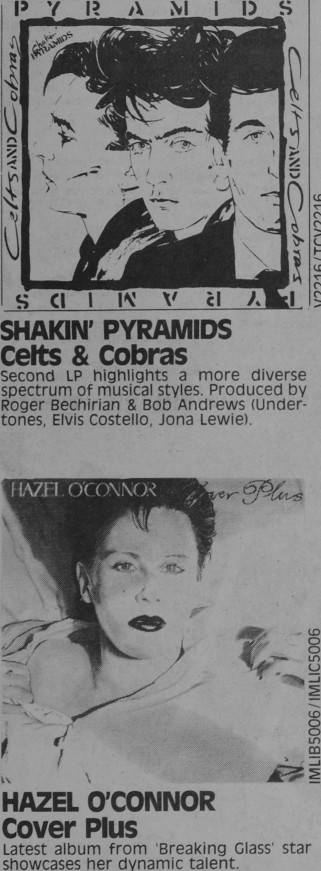 PYRAMIDS
Shakin' PYRAMIDS
Celts AND Cobras
Celts AND Cobras
PYRAMIDS
V2216/TCV2216
SHAKIN' PYRAMIDS
Celts & Cobras
Second LP highlights a more diverse
spectrum of musical styles. Produced by
Roger Bechirian & Bob Andrews (Under-
tones, Elvis Costello, Jona Lewie).
HAZEL O'CONNOR Cover Plus
IMLIB5006/IMLIC5006
HAZEL O'CONNOR
Cover Plus
Latest album from 'Breaking Glass' star
showcases her dynamic talent.